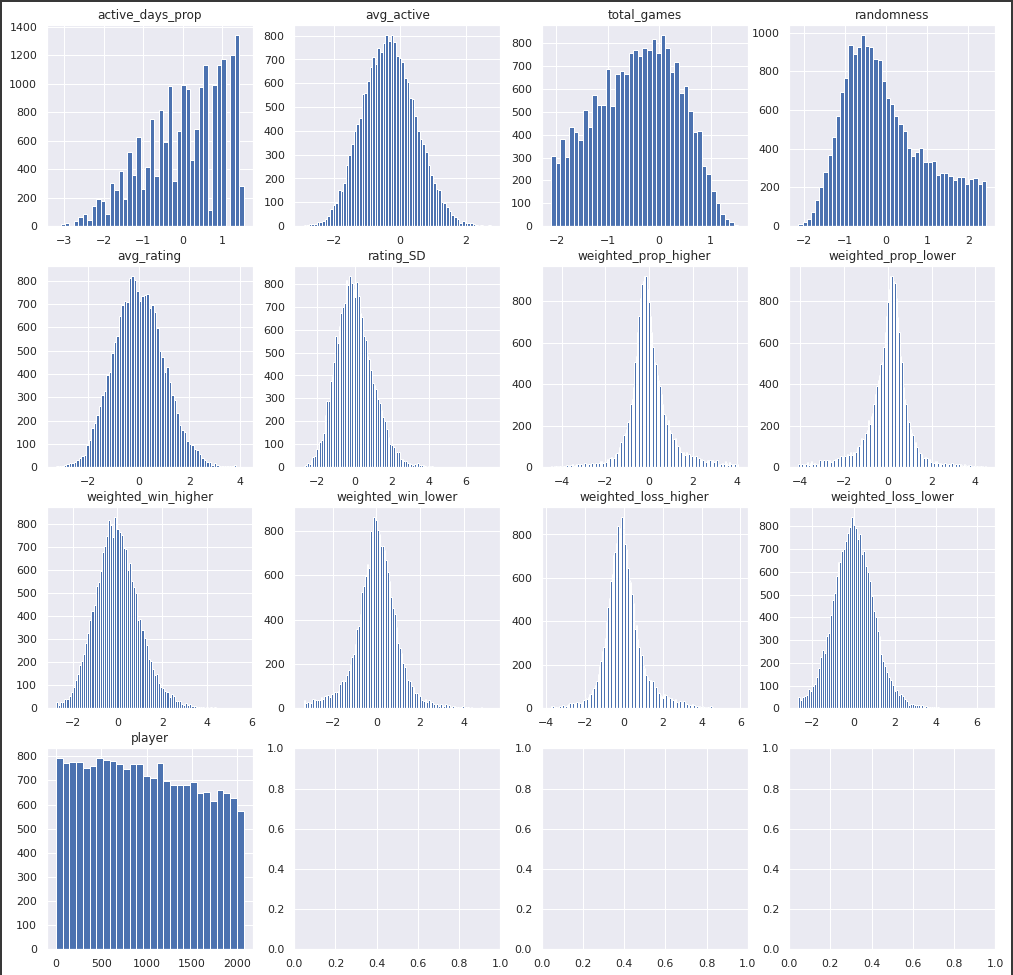 active_days_prop avg_active total_games randomness
1400 1200 1000 800 600 400 200 0
−3 −2 −1 0 1
800 700 600 500 400 300 200 100 0
−2 0 2
800 700 600 500 400 300 200 100 0
−2 −1 0 1
1000 800 600 400 200 0
−2 −1 0 1 2
avg_rating rating_SD weighted_prop_higher weighted_prop_lower
800 700 600 500 400 300 200 100 0
−2 0 2 4
800 700 600 500 400 300 200 100 0
−2 0 2 4 6
800 600 400 200 0
−4 −2 0 2 4
800 600 400 200 0
−4 −2 0 2 4
weighted_win_higher weighted_win_lower weighted_loss_higher weighted_loss_lower
800 700 600 500 400 300 200 100 0
−2 0 2 4 6
800 600 400 200 0
−2 0 2 4
800 600 400 200 0
−4 −2 0 2 4 6
800 700 600 500 400 300 200 100 0
−2 0 2 4 6
player
800 700 600 500 400 300 200 100 0
0 500 1000 1500 2000
1.0 0.8 0.6 0.4 0.2 0.0
0.0 0.2 0.4 0.6 0.8 1.0
1.0 0.8 0.6 0.4 0.2 0.0
0.0 0.2 0.4 0.6 0.8 1.0
1.0 0.8 0.6 0.4 0.2 0.0
0.0 0.2 0.4 0.6 0.8 1.0